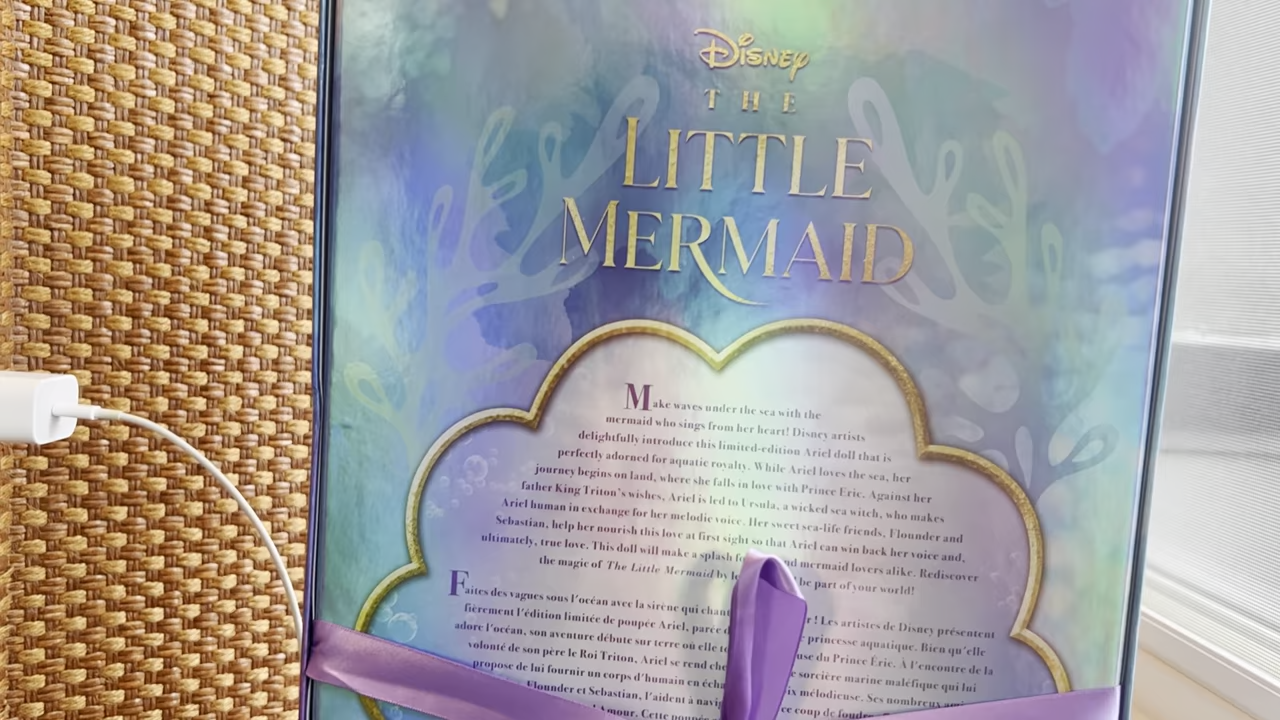 Disney
THE
LITTLE
MERMAID
Make waves under the sea with the
mermaid who sings from her heart! Disney artists
delightfully introduce this limited-edition Ariel doll that is
perfectly adorned for aquatic royalty. While Ariel loves the sea, her
journey begins on land, where she falls in love with Prince Eric. Against her
father King Triton's wishes, Ariel is led to Ursula, a wicked sea witch, who makes
Ariel human in exchange for her melodic voice. Her sweet sea-life friends, Flounder and
Sebastian, help her nourish this love at first sight so that Ariel can win back her voice and,
ultimately, true love. This doll will make a splash mermaid lovers alike. Rediscover
the magic of The Little Mermaid by be part of your world!
Faites des vagues sous l'océan avec la sirène qui
fièrement l'édition limitée de poupée Ariel, ! Les artistes de Disney présentent
adore l'océan, son aventure débute sur terre où elle princesse aquatique. Bien qu'elle
volonté de son père le Roi Triton, Ariel se rend du Prince Éric. À l'encontre de la
propose de lui fournir un corps d'humain en sorcière marine maléfique qui lui
Flounder et Sebastian, l'aident à mélodieuse. Ses nombreux
Amour. Cette ce coup de